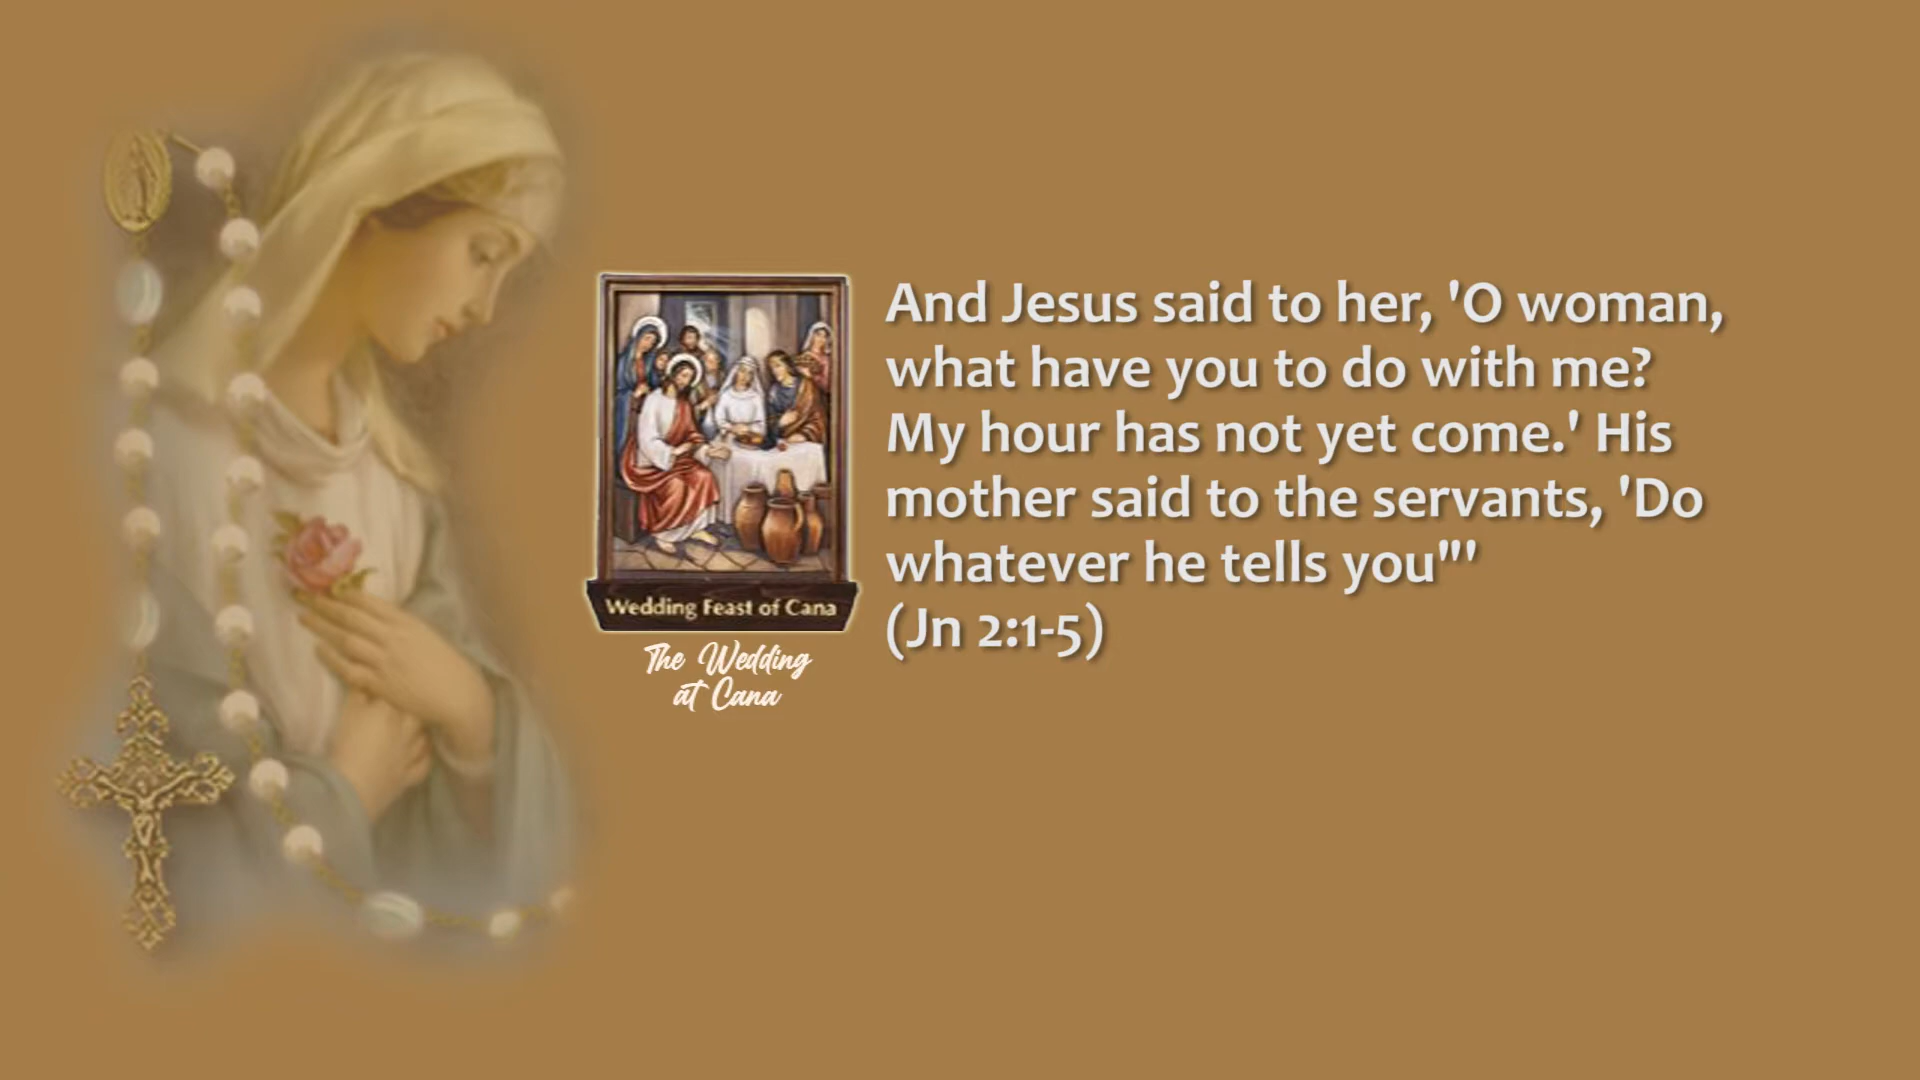 And Jesus said to her, 'O woman,
what have you to do with me?
My hour has not yet come.' His
mother said to the servants, 'Do
whatever he tells you"'
(Jn 2:1-5)
Wedding Feast of Cana
The Wedding
at Cana